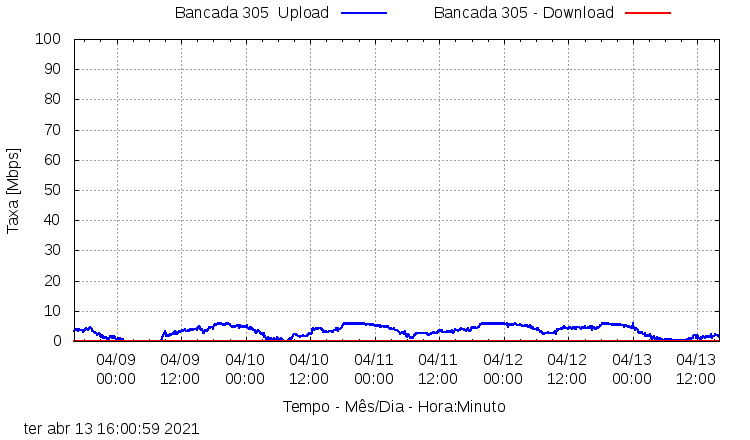 Bancada 305  Upload
Bancada 305 - Download
100
90
80
70
60
50
40
30
20
10
0
Taxa [Mbps]
04/09 04/09 04/10 04/10 04/11 04/11 04/12 04/12 04/13 04/13
00:00 12:00 00:00 12:00 00:00 12:00 00:00 12:00 00:00 12:00
Tempo - Mês/Dia - Hora:Minuto
ter abr 13 16:00:59 2021